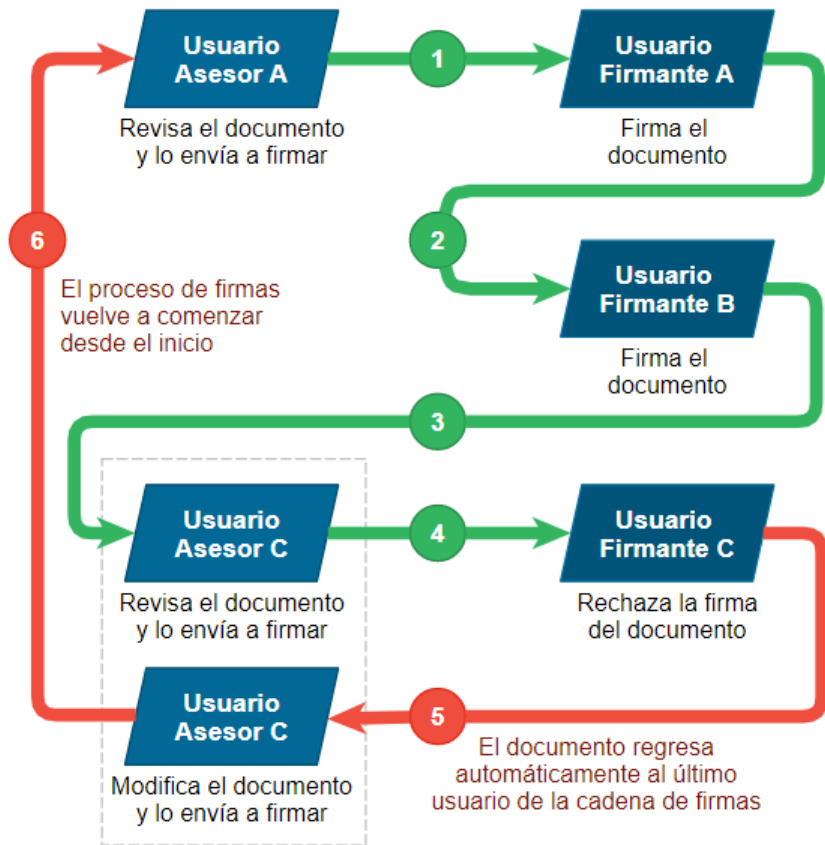 Usuario
Asesor A
1
Usuario
Firmante A
Revisa el documento
y lo envía a firmar
Firma el
documento
6
2
El proceso de firmas
vuelve a comenzar
desde el inicio
Usuario
Firmante B
Firma el
documento
3
Usuario
Asesor C
4
Usuario
Firmante C
Revisa el documento
y lo envía a firmar
Rechaza la firma
del documento
Usuario
Asesor C
5
Modifica el documento
y lo envía a firmar
El documento regresa
automáticamente al último
usuario de la cadena de firmas